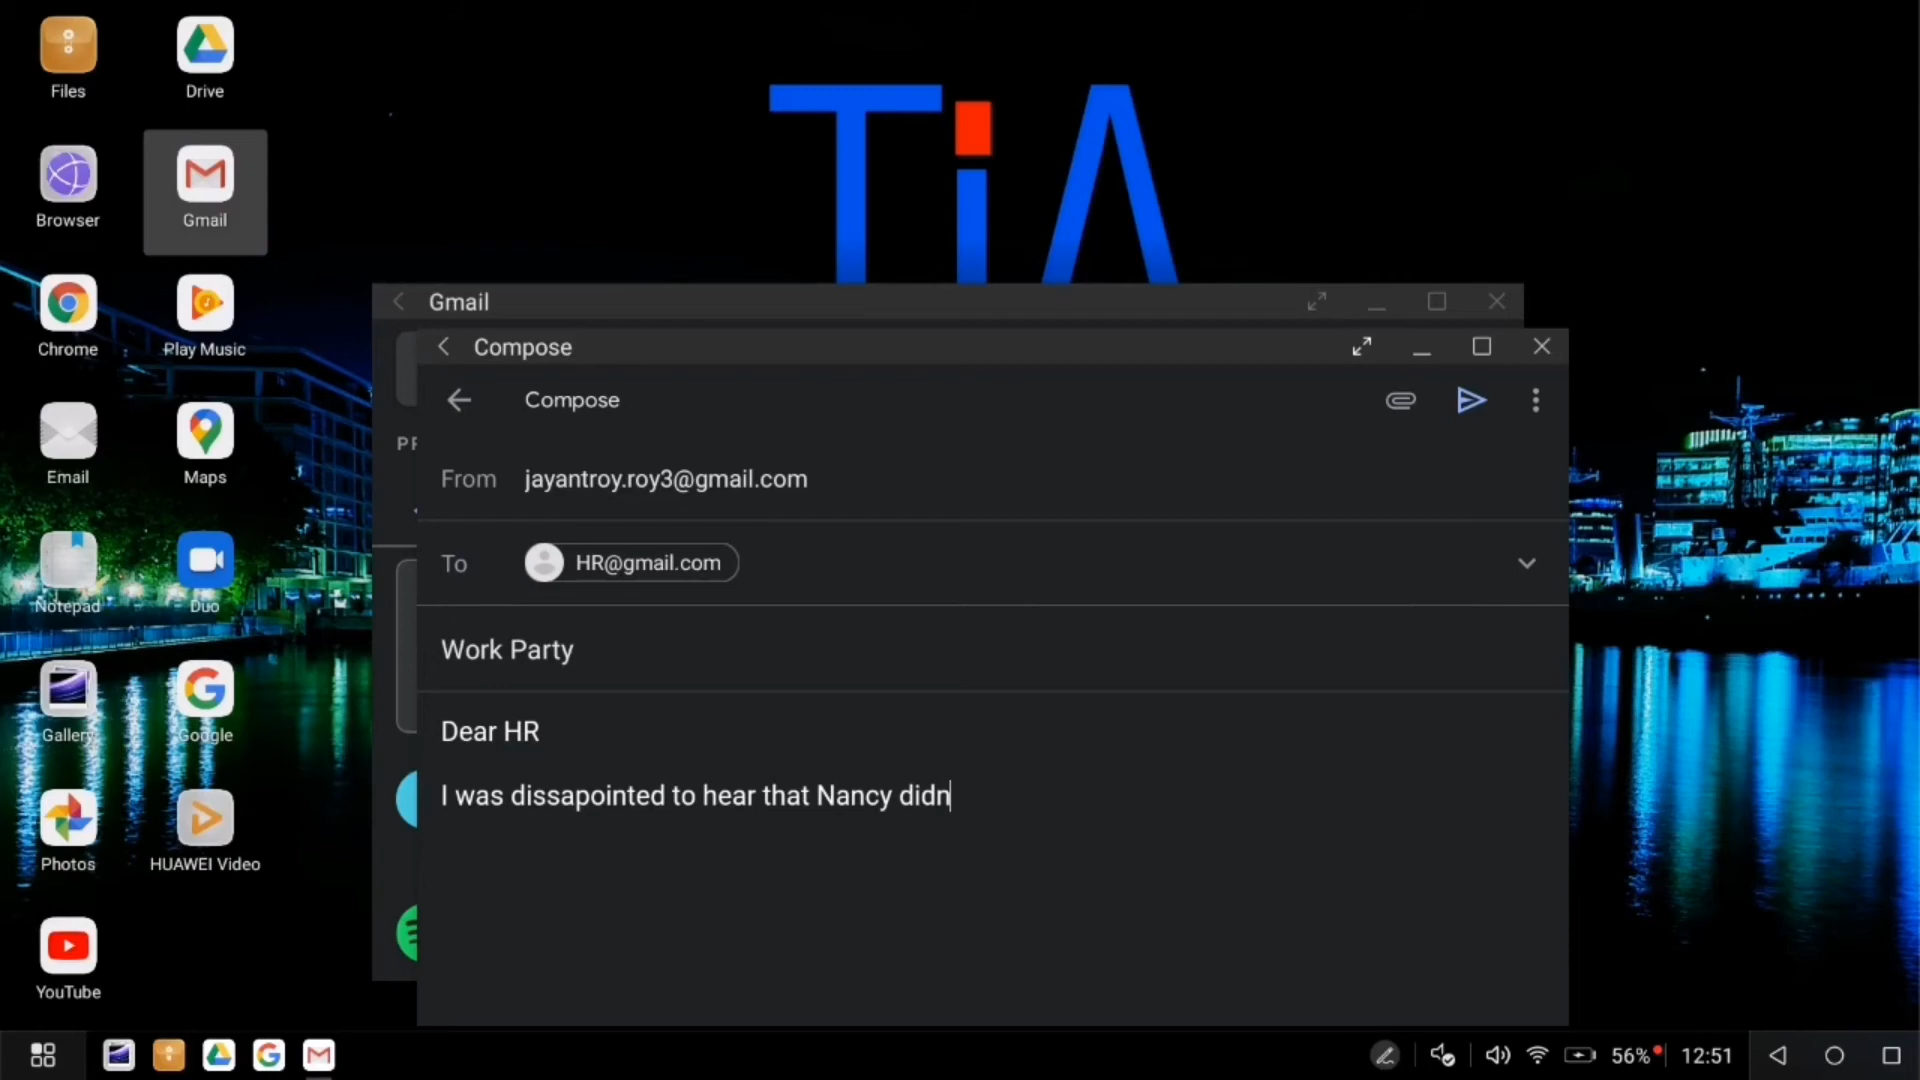 Files
Drive
TiA
Browser
Gmail
Chrome
Play Music
Email
Maps
Notepad
Duo
Gallery
Google
Photos
HUAWEI Video
YouTube
Gmail
Compose
Compose
PR
From jayantroy.roy3@gmail.com
To HR@gmail.com
Work Party
Dear HR
I was dissapointed to hear that Nancy didn
56%
12:51